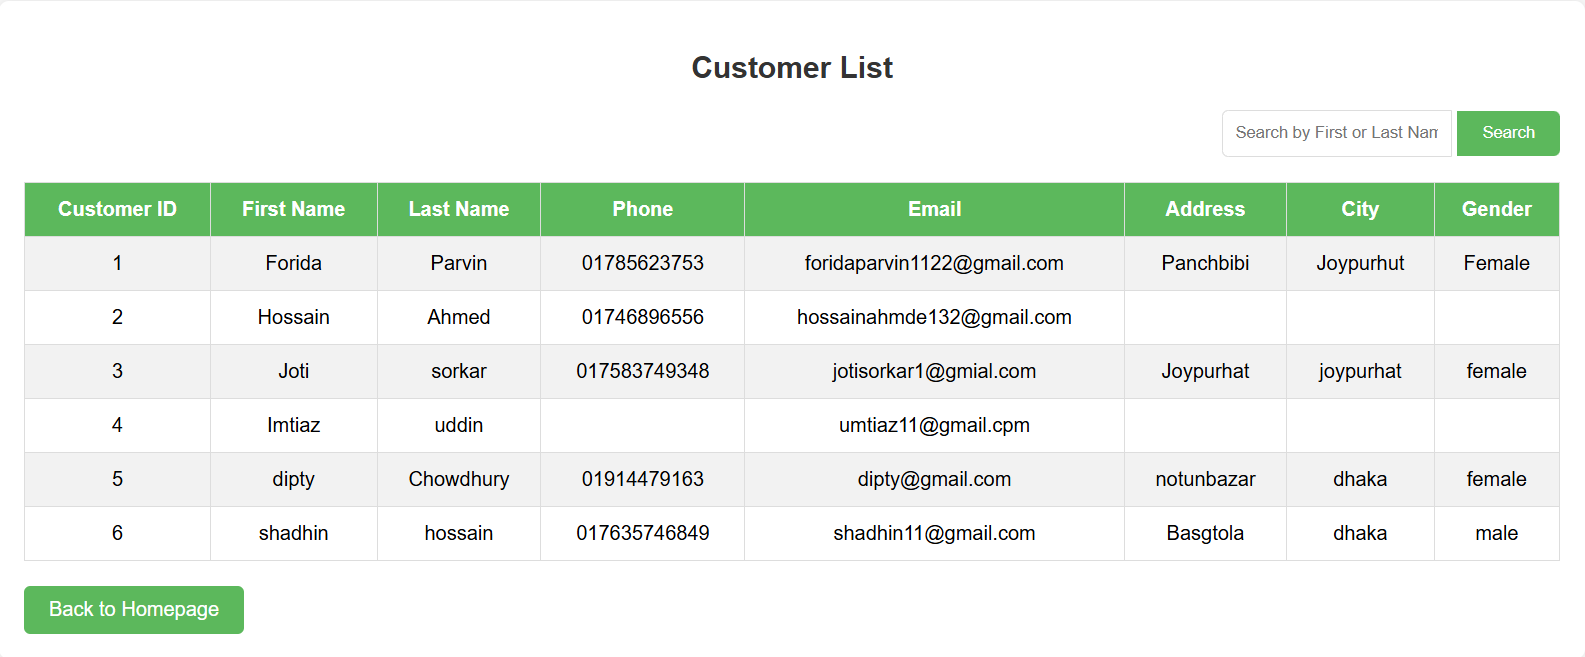 Customer List
Search by First or Last Nam
Search
Customer ID First Name Last Name Phone Email Address City Gender
1 Forida Parvin 01785623753 foridaparvin1122@gmail.com Panchbibi Joypurhut Female
2 Hossain Ahmed 01746896556 hossainahmde132@gmail.com
3 Joti sorkar 017583749348 jotisorkar1@gmial.com Joypurhat joypurhat female
4 Imtiaz uddin umtiaz11@gmail.cpm
5 dipty Chowdhury 01914479163 dipty@gmail.com notunbazar dhaka female
6 shadhin hossain 017635746849 shadhin11@gmail.com Basgtola dhaka male
Back to Homepage